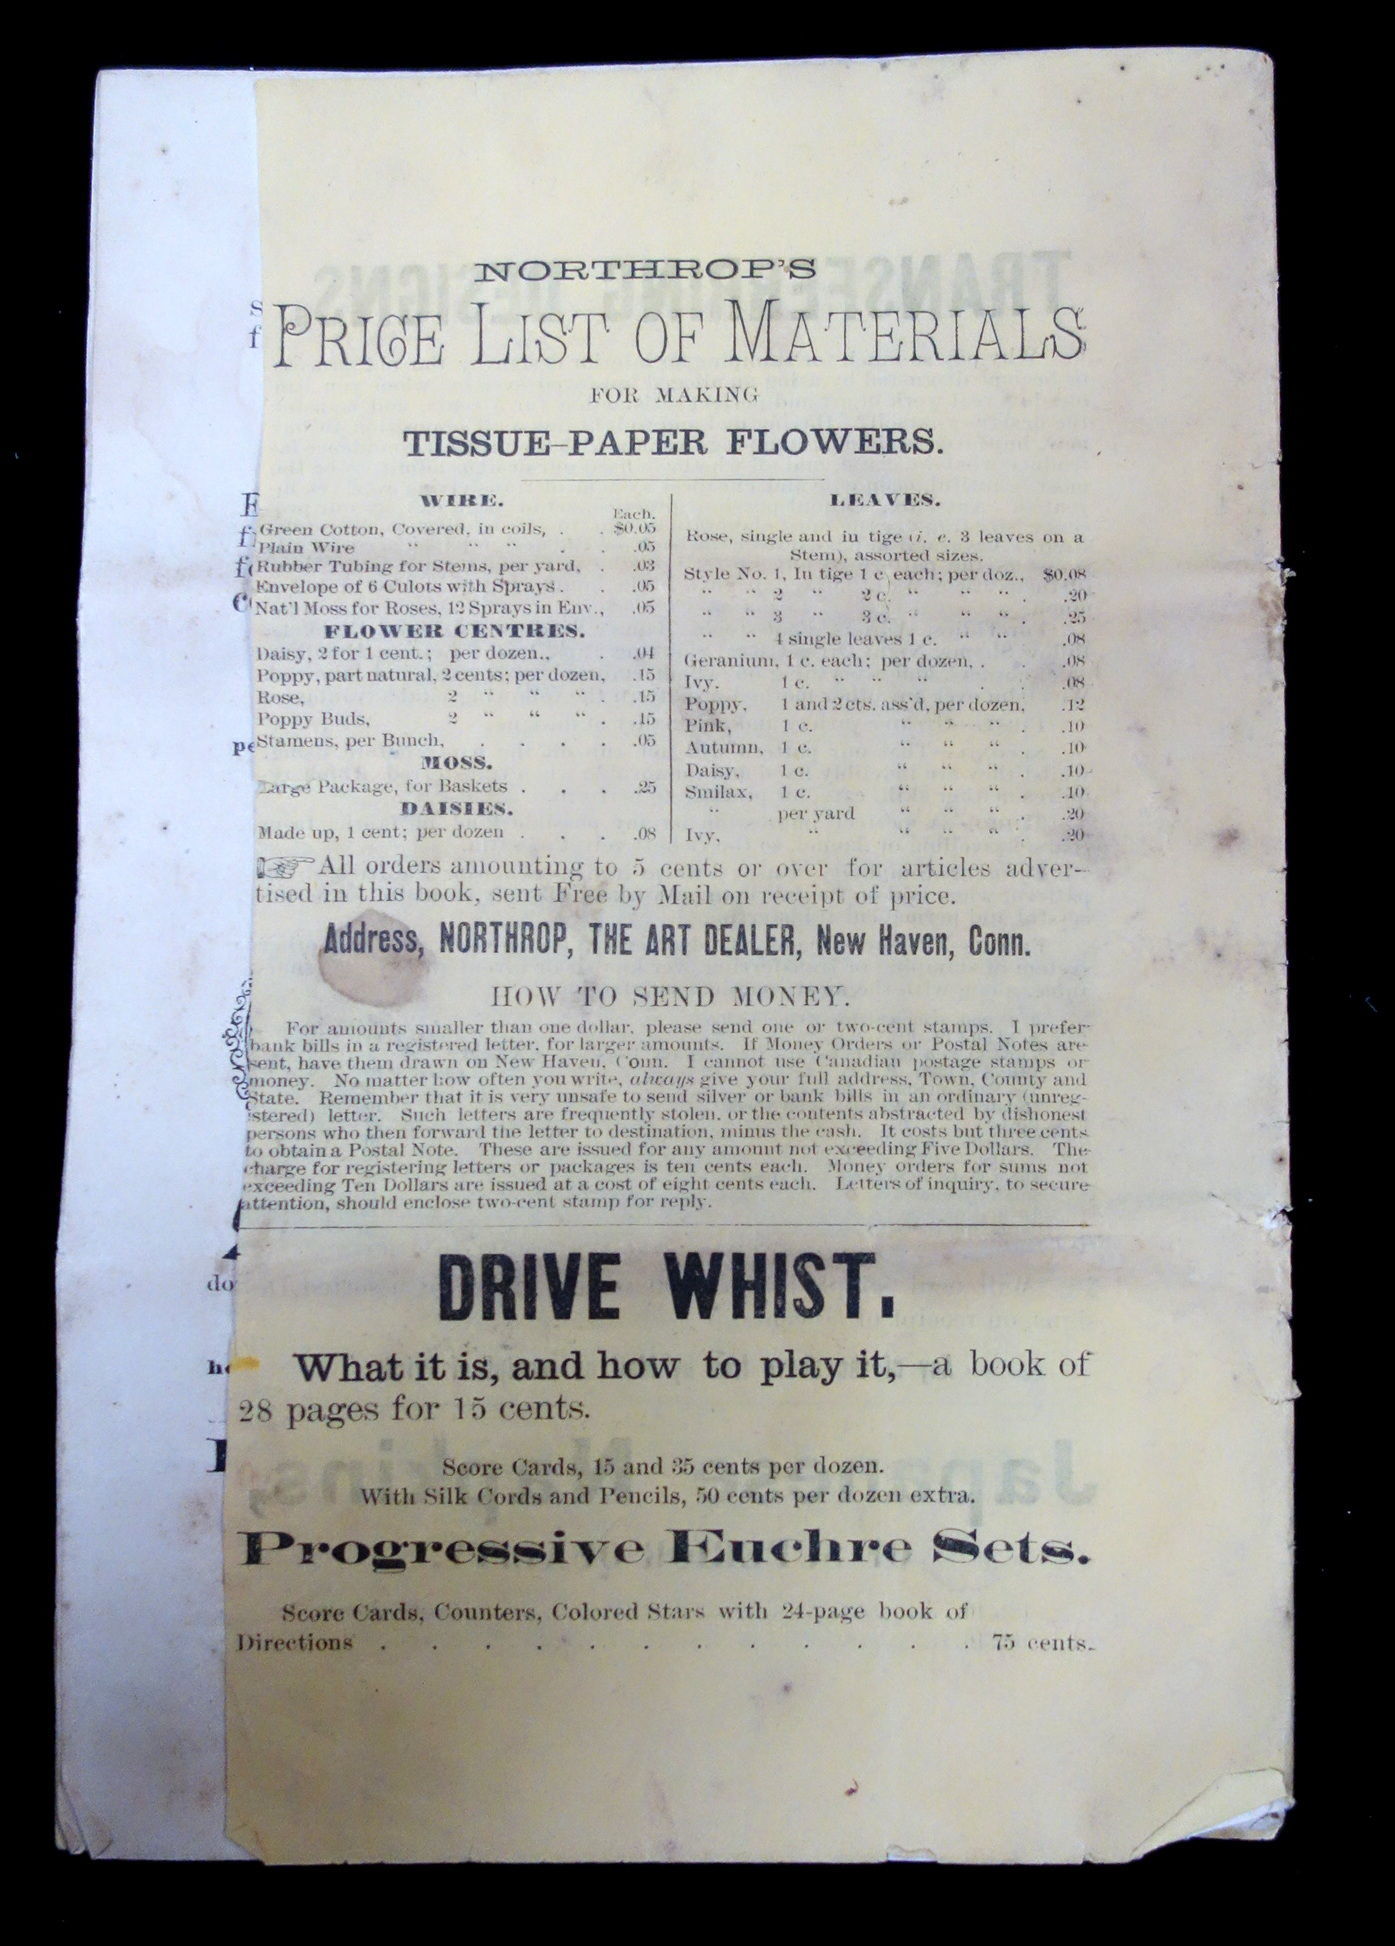 NORTHROP'S
PRICE LIST OF MATERIALS
FOR MAKING
TISSUE-PAPER FLOWERS.
WIRE.
Each.
Green Cotton, Covered, in coils, . . $0.05
Plain Wire " " " . . .05
Rubber Tubing for Stems, per yard, . .03
Envelope of 6 Culots with Sprays . . .05
Nat'l Moss for Roses, 12 Sprays in Env., .05
FLOWER CENTRES.
Daisy, 2 for 1 cent.; per dozen., . .04
Poppy, part natural, 2 cents; per dozen, .15
Rose, 2 " " " . .15
Poppy Buds, 2 " " " . .15
Stamens, per Bunch, . . . . .05
MOSS.
Large Package, for Baskets . . . .25
DAISIES.
Made up, 1 cent; per dozen . . . .08
LEAVES.
Rose, single and in tige (i. e. 3 leaves on a
Stem), assorted sizes.
Style No. 1, In tige 1 c. each; per doz., $0.08
" " 2 " 2 c. " " " . .20
" " 3 " 3 c. " " " . .25
" " 4 single leaves 1 c. " " .08
Geranium, 1 c. each; per dozen, . . .08
Ivy. 1 c. " " " . . .08
Poppy, 1 and 2 cts. ass'd, per dozen, .12
Pink, 1 c. " " " . .10
Autumn, 1 c. " " " . .10
Daisy, 1 c. " " " . .10
Smilax, 1 c. " " " . .10
" per yard " " " . .20
Ivy, " " " " . .20
☞ All orders amounting to 5 cents or over for articles adver-
tised in this book, sent Free by Mail on receipt of price.
Address, NORTHROP, THE ART DEALER, New Haven, Conn.
HOW TO SEND MONEY.
For amounts smaller than one dollar, please send one or two-cent stamps. I prefer
bank bills in a registered letter, for larger amounts. If Money Orders or Postal Notes are
sent, have them drawn on New Haven, Conn. I cannot use Canadian postage stamps or
money. No matter how often you write, always give your full address, Town, County and
State. Remember that it is very unsafe to send silver or bank bills in an ordinary (unreg-
istered) letter. Such letters are frequently stolen, or the contents abstracted by dishonest
persons who then forward the letter to destination, minus the cash. It costs but three cents
to obtain a Postal Note. These are issued for any amount not exceeding Five Dollars. The
charge for registering letters or packages is ten cents each. Money orders for sums not
exceeding Ten Dollars are issued at a cost of eight cents each. Letters of inquiry, to secure
attention, should enclose two-cent stamp for reply.
DRIVE WHIST.
What it is, and how to play it,—a book of
28 pages for 15 cents.
Score Cards, 15 and 35 cents per dozen.
With Silk Cords and Pencils, 50 cents per dozen extra.
Progressive Euchre Sets.
Score Cards, Counters, Colored Stars with 24-page book of
Directions . . . . . . . . . . . . 75 cents.